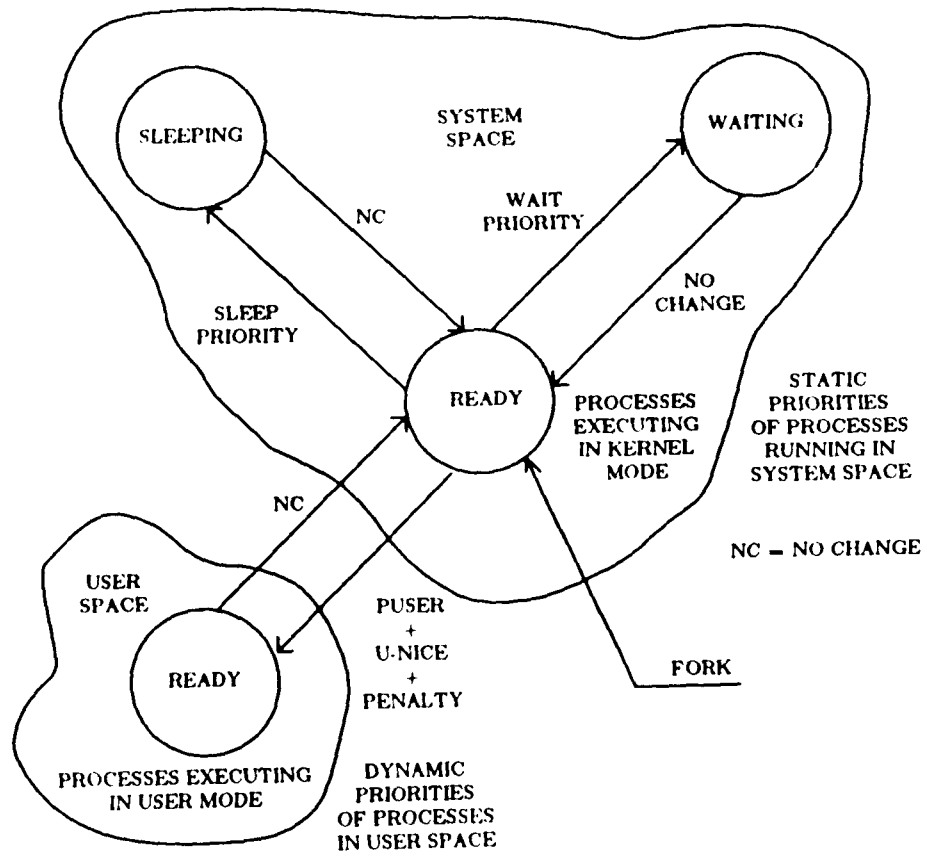 SLEEPING
SYSTEM
SPACE
WAITING
NC
WAIT
PRIORITY
SLEEP
PRIORITY
NO
CHANGE
READY
PROCESSES
EXECUTING
IN KERNEL
MODE
STATIC
PRIORITIES
OF PROCESSES
RUNNING IN
SYSTEM SPACE
NC
NC = NO CHANGE
USER
SPACE
READY
PUSER
+
U-NICE
+
PENALTY
FORK
PROCESSES EXECUTING
IN USER MODE
DYNAMIC
PRIORITIES
OF PROCESSES
IN USER SPACE